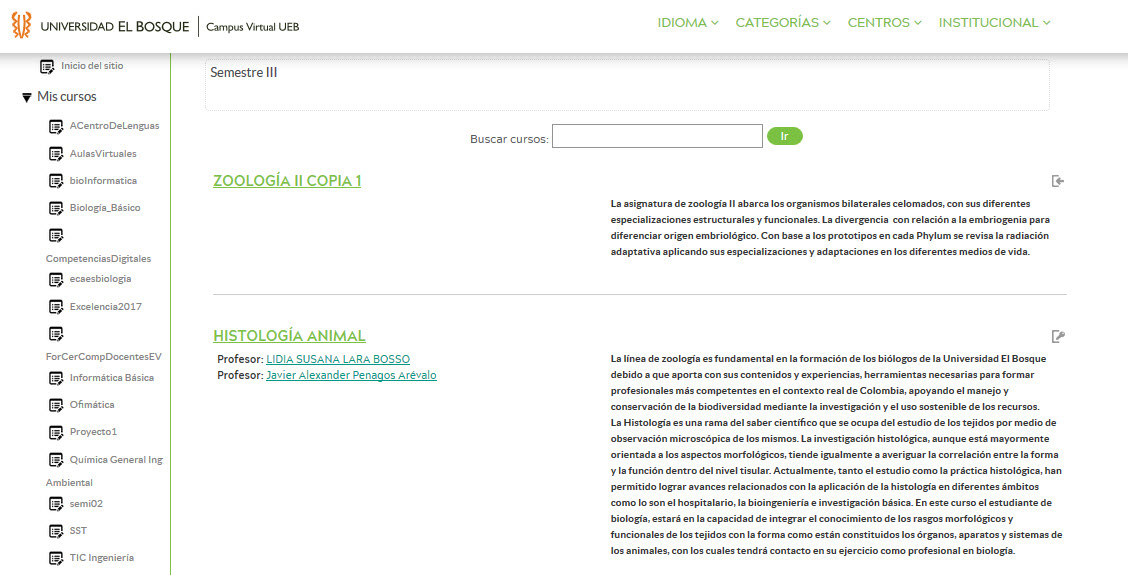 UNIVERSIDAD EL BOSQUE
Campus Virtual UEB
IDIOMA
CATEGORÍAS
CENTROS
INSTITUCIONAL
Inicio del sitio
Mis cursos
ACentroDeLenguas
AulasVirtuales
bioInformatica
Biología_Básico
CompetenciasDigitales
ecaesbiologia
Excelencia2017
ForCerCompDocentesEV
Informática Básica
Ofimática
Proyecto1
Química General Ing
Ambiental
semi02
SST
TIC Ingeniería
Semestre III
Buscar cursos:
Ir
ZOOLOGÍA II COPIA 1
La asignatura de zoología II abarca los organismos bilaterales celomados, con sus diferentes
especializaciones estructurales y funcionales. La divergencia con relación a la embriogenia para
diferenciar origen embriológico. Con base a los prototipos en cada Phylum se revisa la radiación
adaptativa aplicando sus especializaciones y adaptaciones en los diferentes medios de vida.
HISTOLOGÍA ANIMAL
Profesor: LIDIA SUSANA LARA BOSSO
Profesor: Javier Alexander Penagos Arévalo
La línea de zoología es fundamental en la formación de los biólogos de la Universidad El Bosque
debido a que aporta con sus contenidos y experiencias, herramientas necesarias para formar
profesionales más competentes en el contexto real de Colombia, apoyando el manejo y
conservación de la biodiversidad mediante la investigación y el uso sostenible de los recursos.
La Histología es una rama del saber científico que se ocupa del estudio de los tejidos por medio de
observación microscópica de los mismos. La investigación histológica, aunque está mayormente
orientada a los aspectos morfológicos, tiende igualmente a averiguar la correlación entre la forma
y la función dentro del nivel tisular. Actualmente, tanto el estudio como la práctica histológica, han
permitido lograr avances relacionados con la aplicación de la histología en diferentes ámbitos
como lo son el hospitalario, la bioingeniería e investigación básica. En este curso el estudiante de
biología, estará en la capacidad de integrar el conocimiento de los rasgos morfológicos y
funcionales de los tejidos con la forma como están constituidos los órganos, aparatos y sistemas de
los animales, con los cuales tendrá contacto en su ejercicio como profesional en biología.